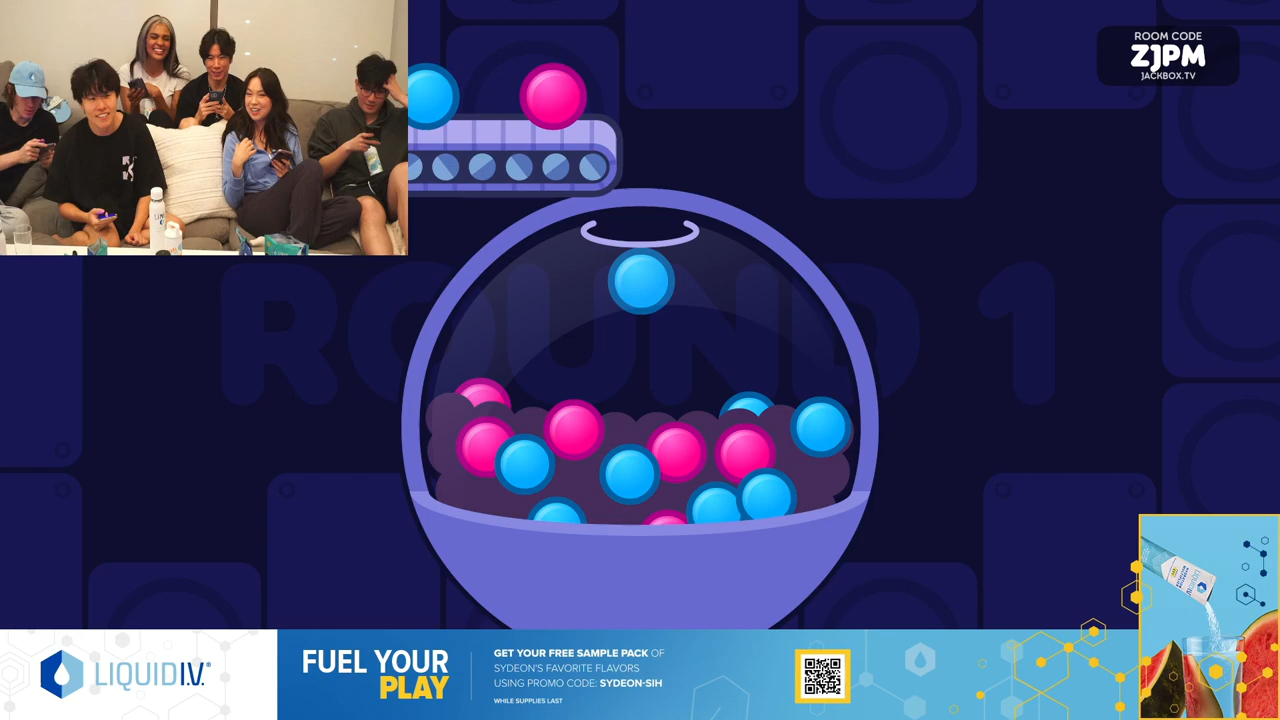 ROOM CODE
ZJPM
JACKBOX.TV
ROUND 1
LIQUID I.V.®
FUEL YOUR
PLAY
GET YOUR FREE SAMPLE PACK OF
SYDEON'S FAVORITE FLAVORS
USING PROMO CODE: SYDEON-SIH
WHILE SUPPLIES LAST